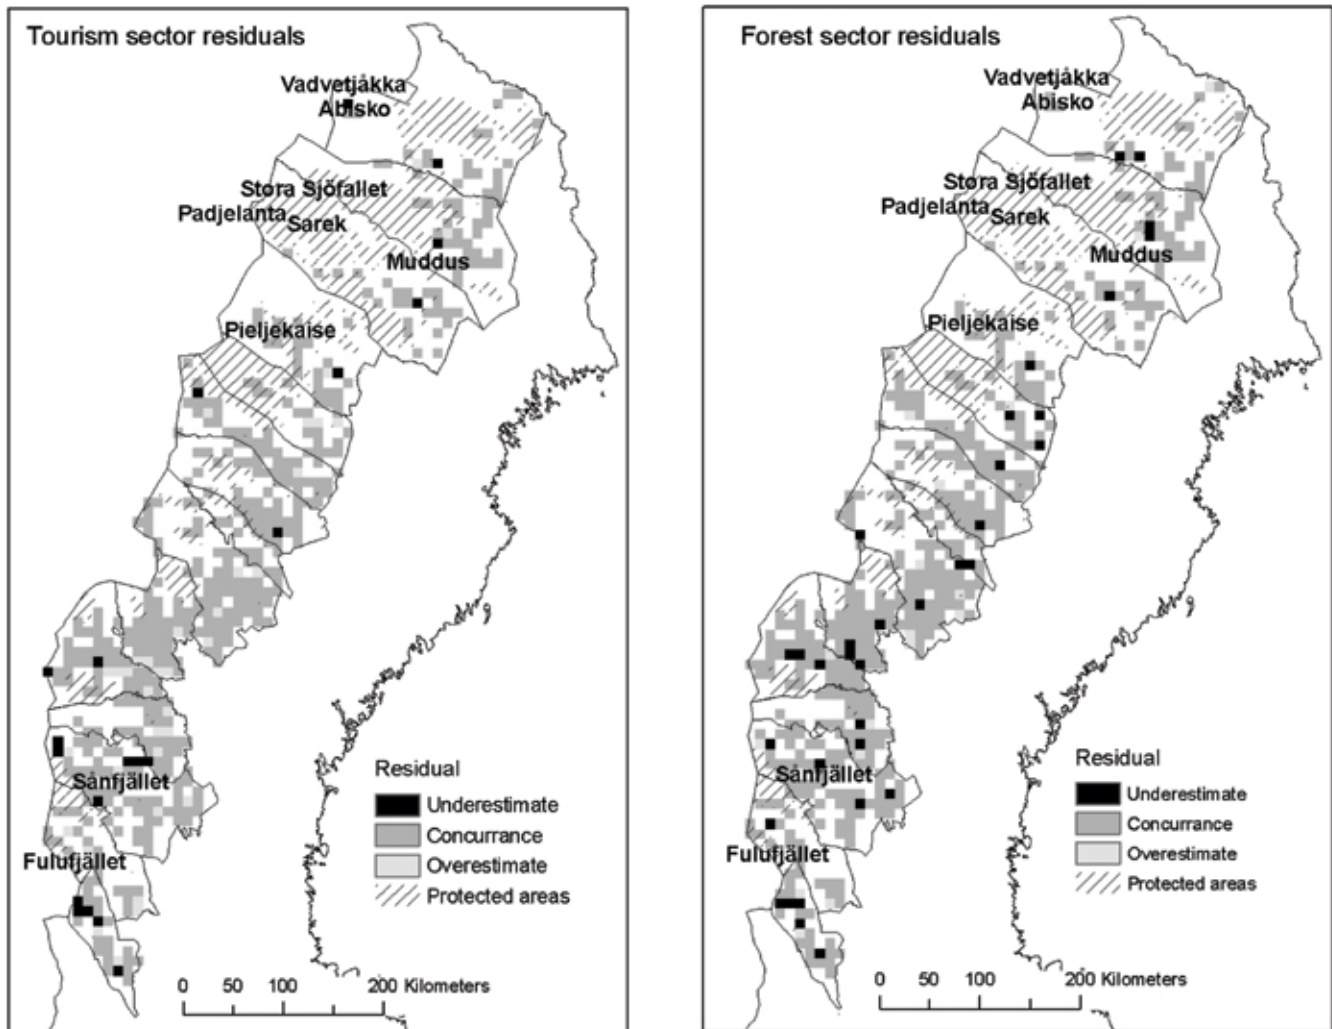 Tourism sector residuals
Vadvetjåkka
Abisko
Støra Sjöfallet
Padjelanta
Sarek
Muddus
Pieljekaise
Sånfjället
Fulufjället
Residual
Underestimate
Concurrance
Overestimate
Protected areas
0 50 100 200 Kilometers
Forest sector residuals
Vadvetjåkka
Abisko
Støra Sjöfallet
Padjelanta
Sarek
Muddus
Pieljekaise
Sånfjället
Fulufjället
Residual
Underestimate
Concurrance
Overestimate
Protected areas
0 50 100 200 Kilometers